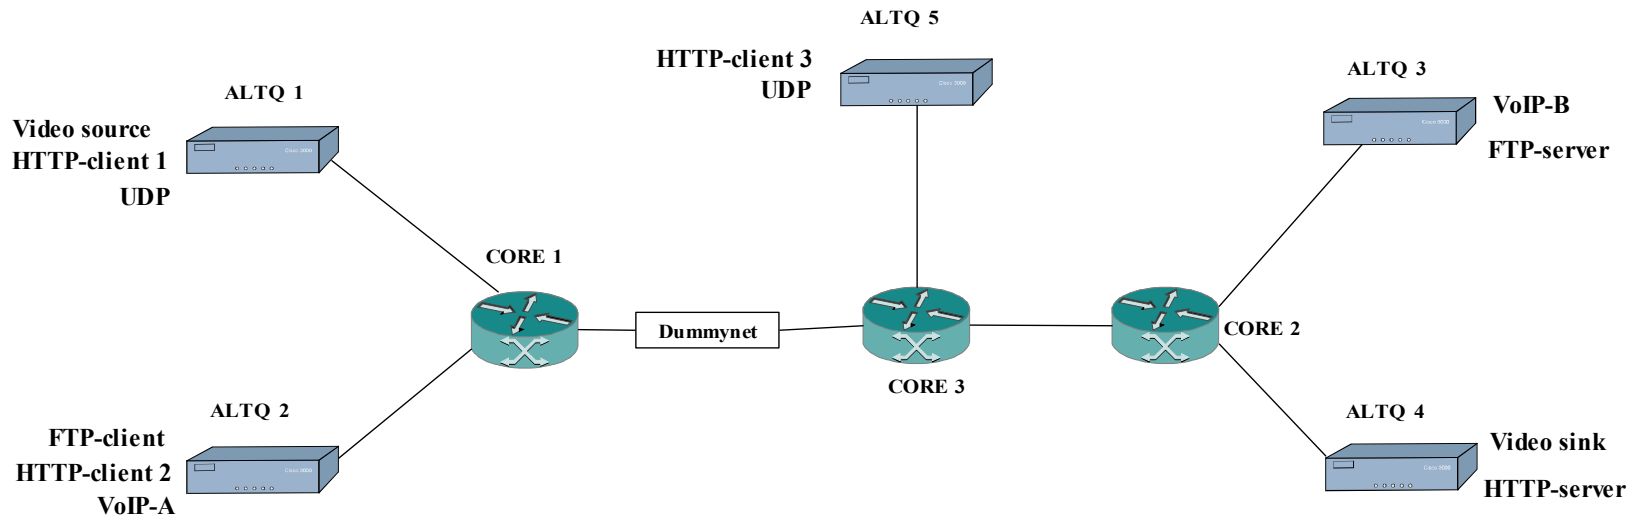 ALTQ 5
HTTP-client 3
UDP
ALTQ 3
VoIP-B
FTP-server
ALTQ 1
Video source
HTTP-client 1
UDP
CORE 1
Dummynet
CORE 3
CORE 2
ALTQ 2
FTP-client
HTTP-client 2
VoIP-A
ALTQ 4
Video sink
HTTP-server